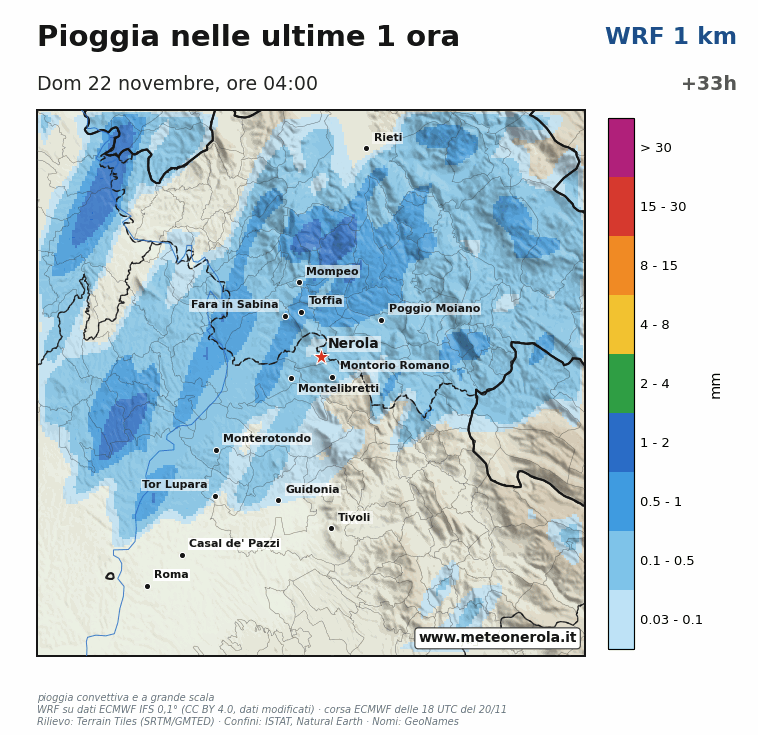 Pioggia nelle ultime 1 ora
WRF 1 km
Dom 22 novembre, ore 04:00
+33h
Rieti
Mompeo
Toffia
Fara in Sabina
Poggio Moiano
Nerola
Montorio Romano
Montelibretti
Monterotondo
Tor Lupara
Guidonia
Tivoli
Casal de' Pazzi
Roma
www.meteonerola.it
> 30
15 - 30
8 - 15
4 - 8
2 - 4
1 - 2
0.5 - 1
0.1 - 0.5
0.03 - 0.1
mm
pioggia convettiva e a grande scala
WRF su dati ECMWF IFS 0,1° (CC BY 4.0, dati modificati) · corsa ECMWF delle 18 UTC del 20/11
Rilievo: Terrain Tiles (SRTM/GMTED) · Confini: ISTAT, Natural Earth · Nomi: GeoNames